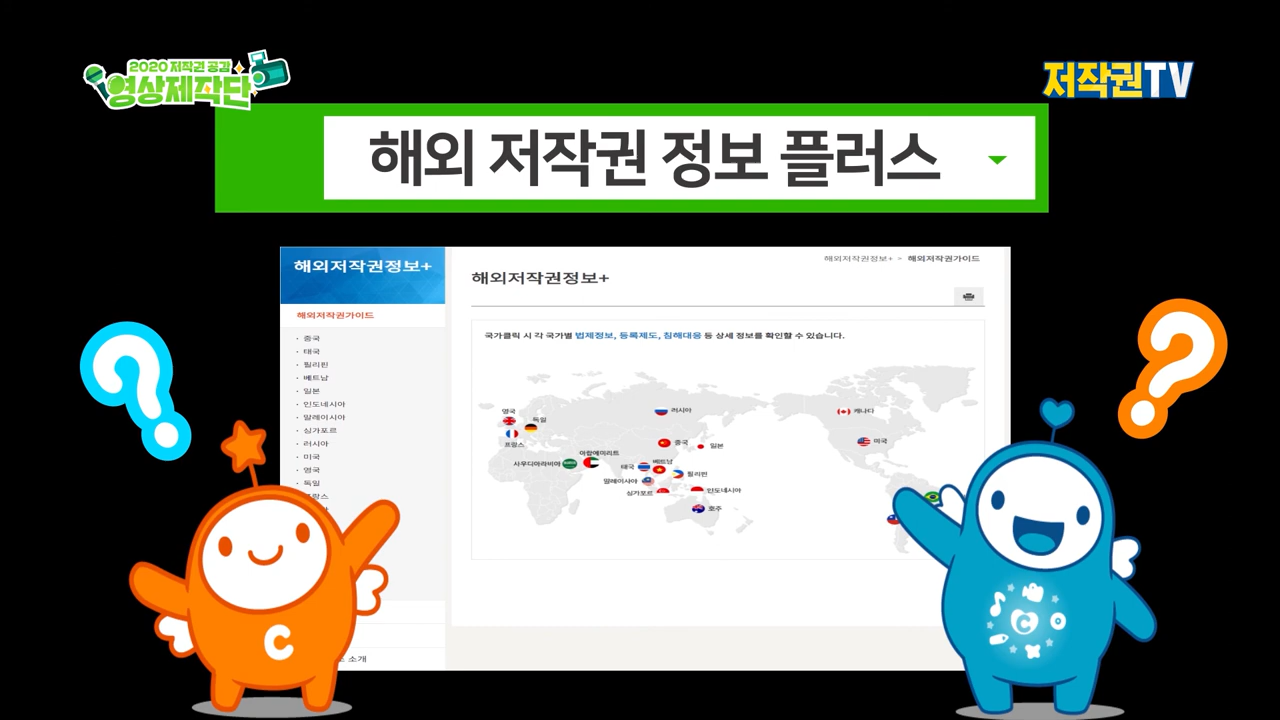 2020 저작권 공감
영상제작단
저작권TV
해외 저작권 정보 플러스
해외저작권정보+
해외저작권가이드
중국
태국
필리핀
베트남
일본
인도네시아
말레이시아
싱가포르
러시아
미국
영국
독일
소개
해외저작권정보+ > 해외저작권가이드
해외저작권정보+
국가클릭 시 각 국가별 법제정보, 등록제도, 침해대응 등 상세 정보를 확인할 수 있습니다.
영국
독일
프랑스
러시아
캐나다
미국
중국
일본
아랍에미리트
사우디아라비아
태국
베트남
필리핀
말레이시아
싱가포르
인도네시아
호주
C
C